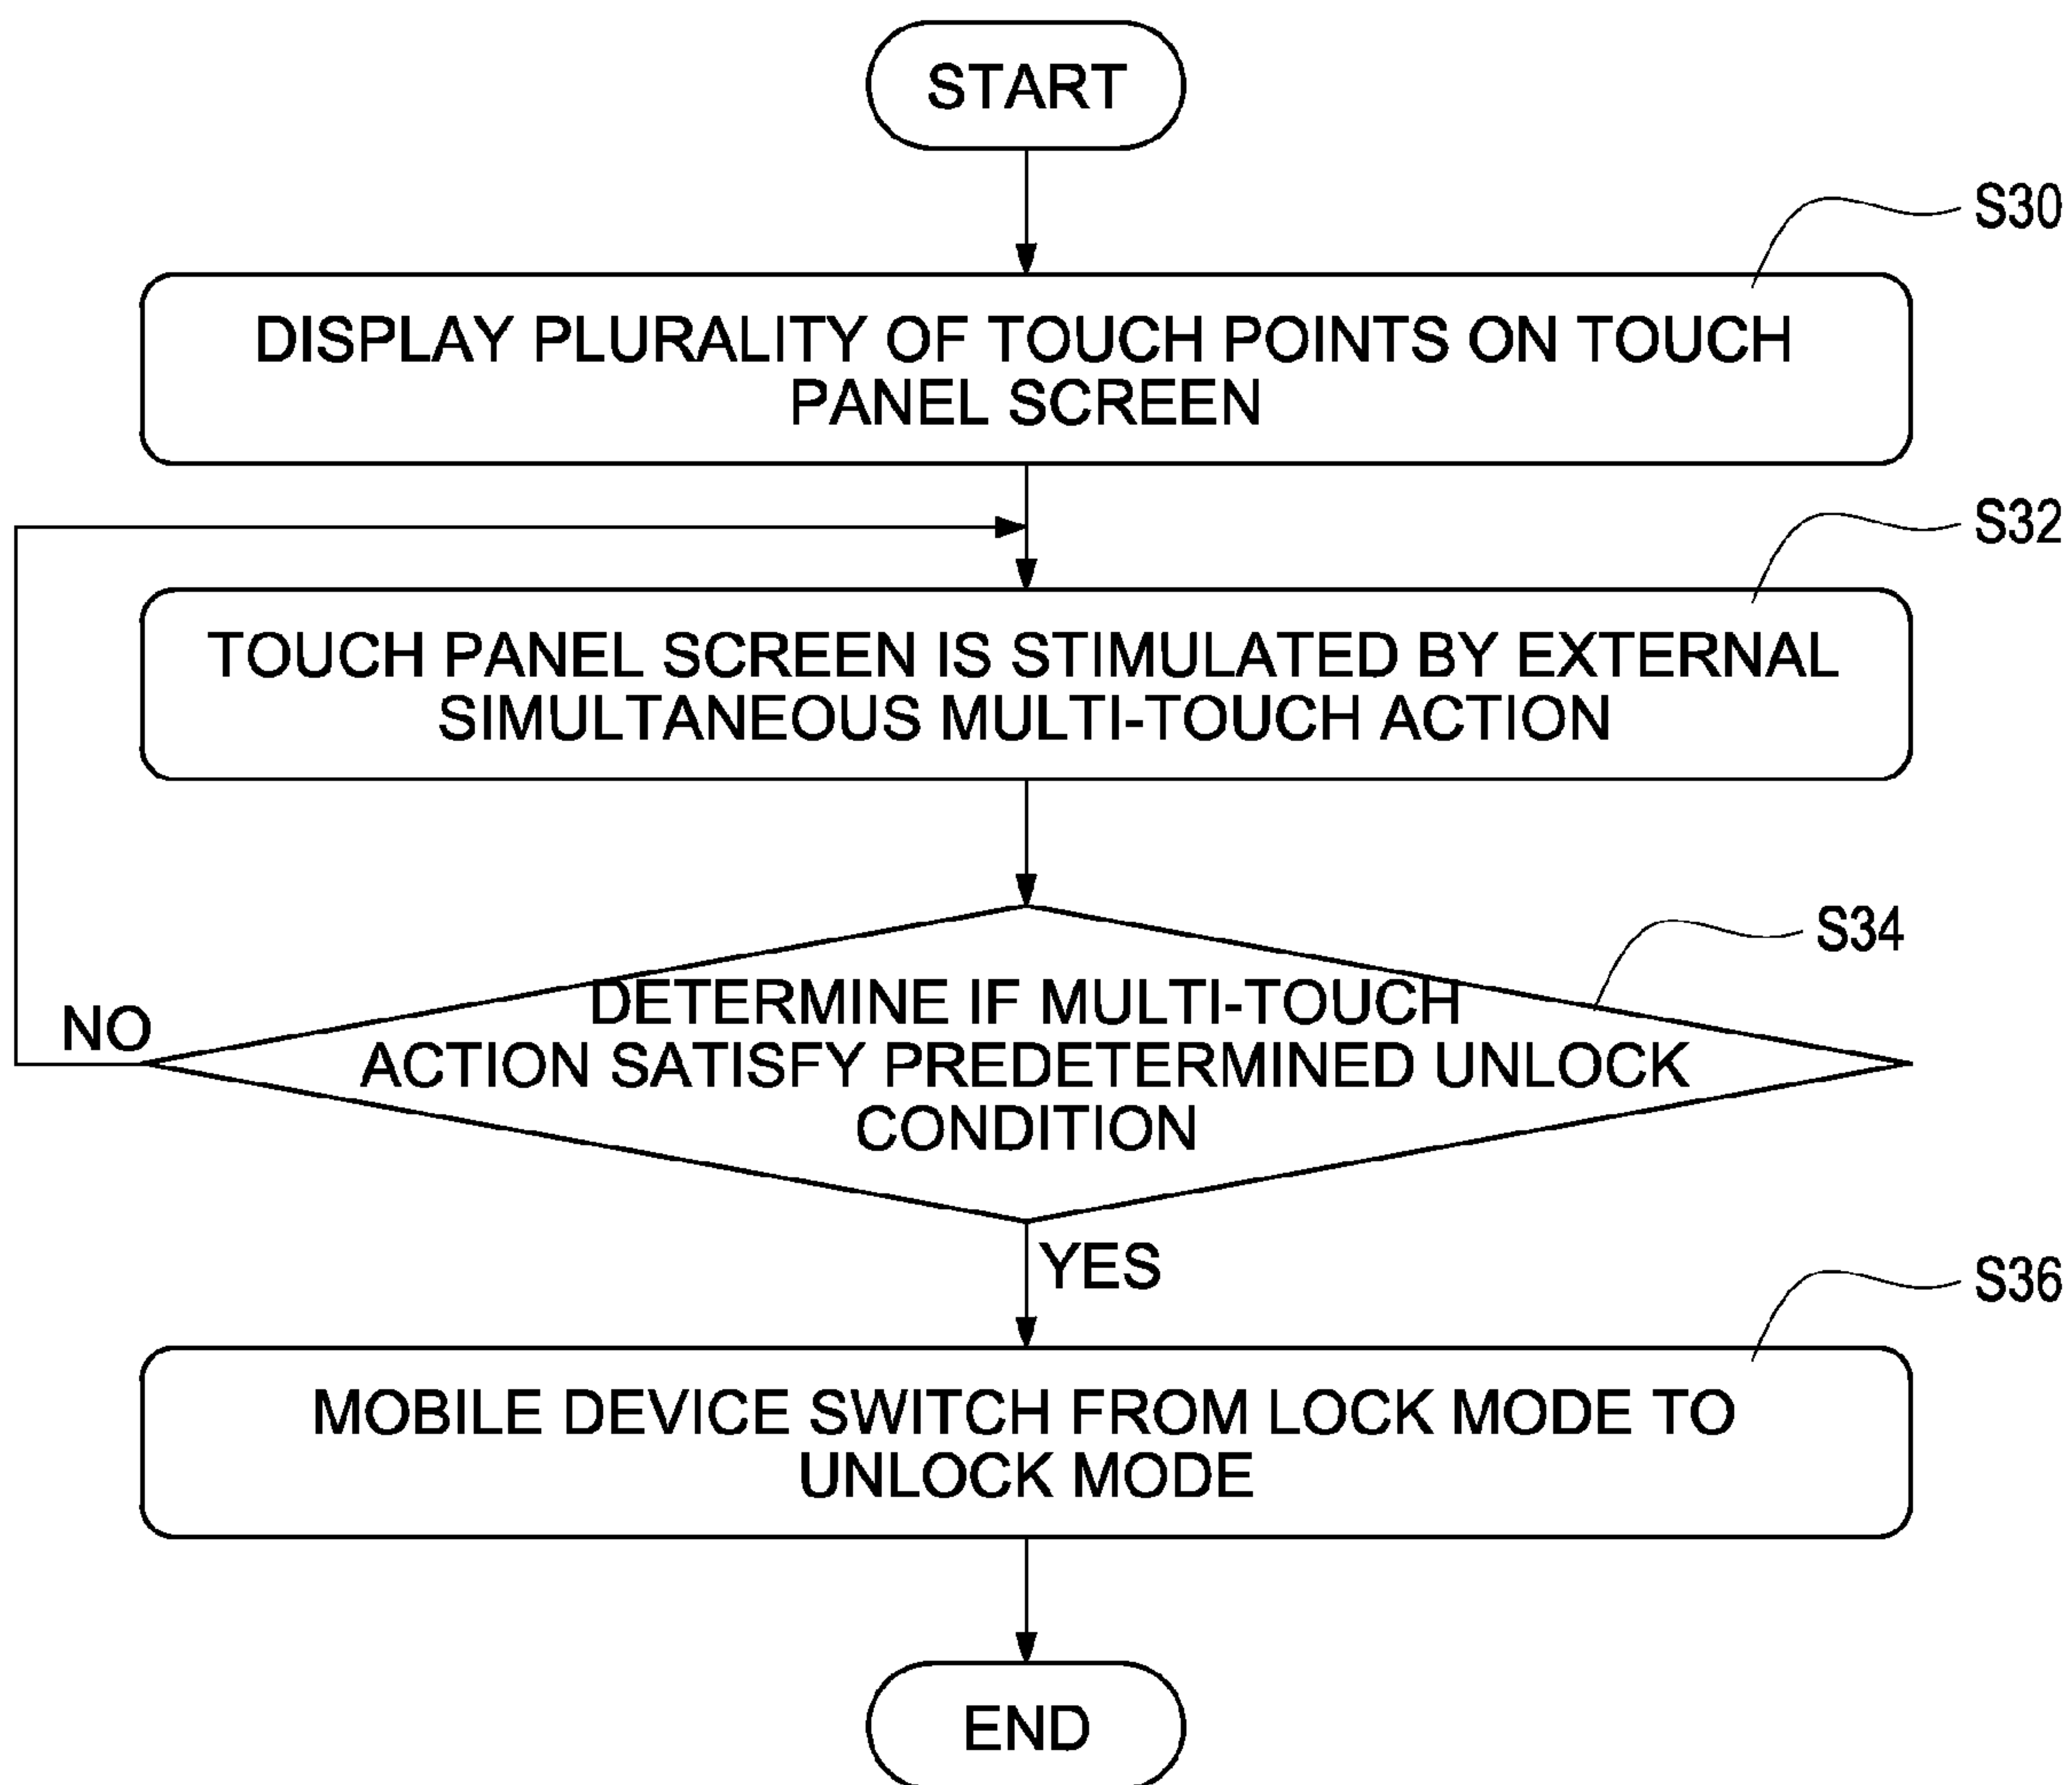 START
S30
DISPLAY PLURALITY OF TOUCH POINTS ON TOUCH
PANEL SCREEN
S32
TOUCH PANEL SCREEN IS STIMULATED BY EXTERNAL
SIMULTANEOUS MULTI-TOUCH ACTION
S34
DETERMINE IF MULTI-TOUCH
NO
ACTION SATISFY PREDETERMINED UNLOCK
CONDITION
YES
S36
MOBILE DEVICE SWITCH FROM LOCK MODE TO
UNLOCK MODE
END